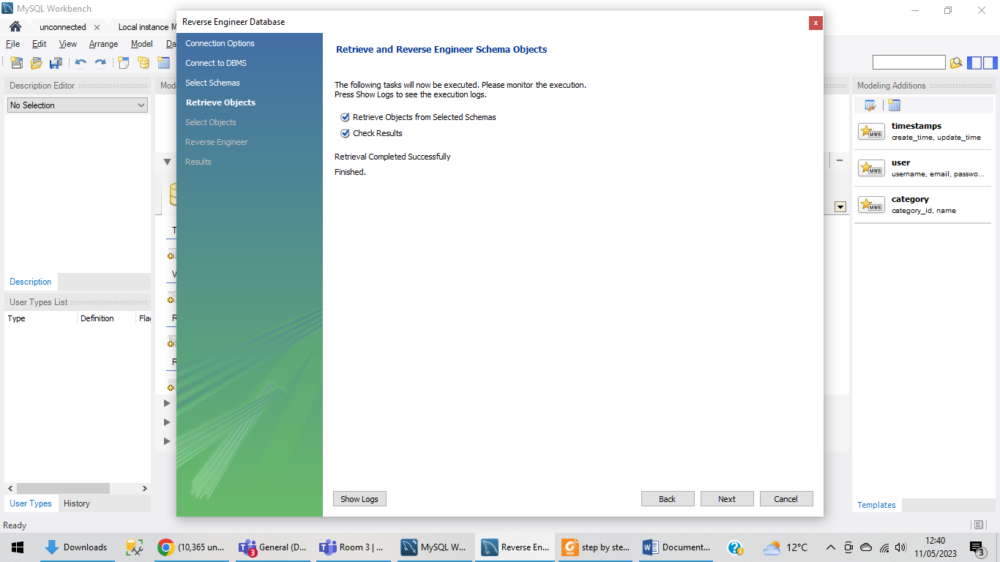 MySQL Workbench
unconnected
Local instance M
File Edit View Arrange Model Da
Description Editor
No Selection
Description
User Types List
Type Definition Flag
User Types History
Ready
Mode
T
V
R
R
Reverse Engineer Database
x
Connection Options
Connect to DBMS
Select Schemas
Retrieve Objects
Select Objects
Reverse Engineer
Results
Retrieve and Reverse Engineer Schema Objects
The following tasks will now be executed. Please monitor the execution.
Press Show Logs to see the execution logs.
Retrieve Objects from Selected Schemas
Check Results
Retrieval Completed Successfully
Finished.
Show Logs Back Next Cancel
Modeling Additions
MWB
timestamps
create_time, update_time
MWB
user
username, email, passwo...
MWB
category
category_id, name
Templates
Downloads
(10,365 un...
3
General (D...
Room 3 | ...
MySQL W...
Reverse En...
PDF
step by ste...
Document...
12°C
12:40
11/05/2023
3